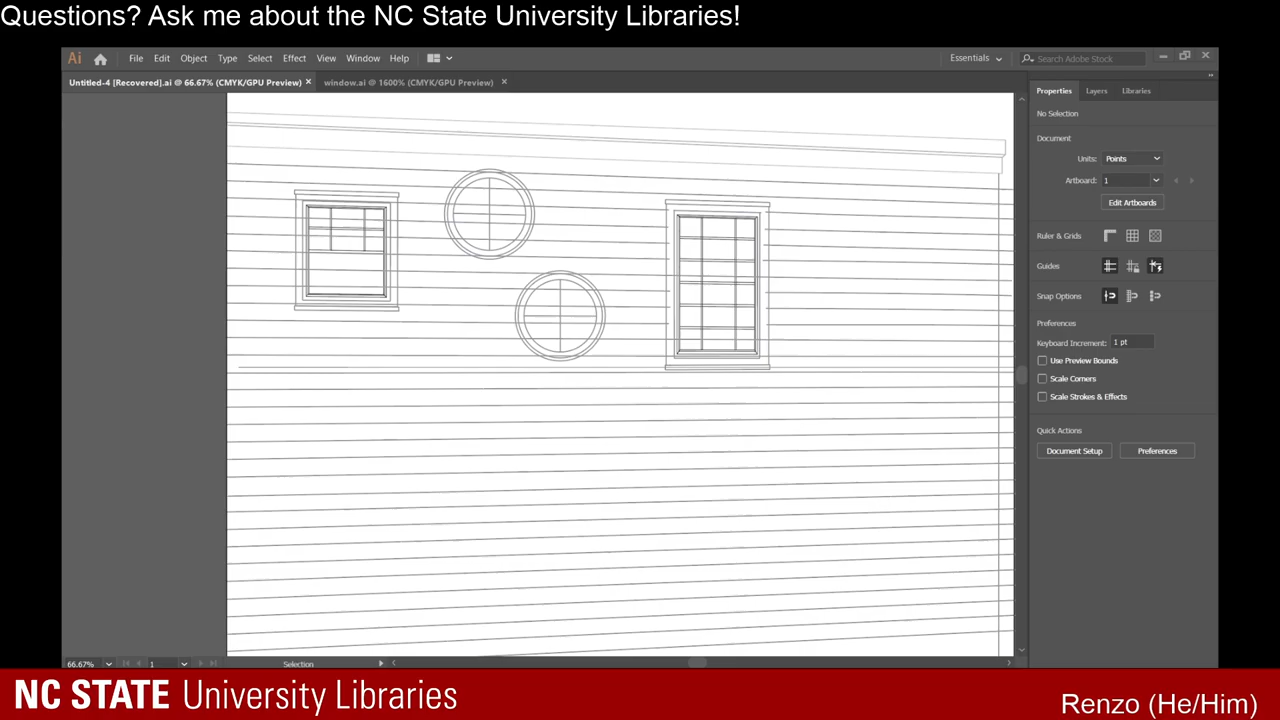 Questions? Ask me about the NC State University Libraries!
Ai File Edit Object Type Select Effect View Window Help Essentials Search Adobe Stock
Untitled-4 [Recovered].ai @ 66.67% (CMYK/GPU Preview) × window.ai @ 1600% (CMYK/GPU Preview) ×
Properties Layers Libraries
No Selection
Document
Units: Points
Artboard: 1
Edit Artboards
Ruler & Grids
Guides
Snap Options
Preferences
Keyboard Increment: 1 pt
Use Preview Bounds
Scale Corners
Scale Strokes & Effects
Quick Actions
Document Setup Preferences
66.67% 1 Selection
NC STATE University Libraries
Renzo (He/Him)